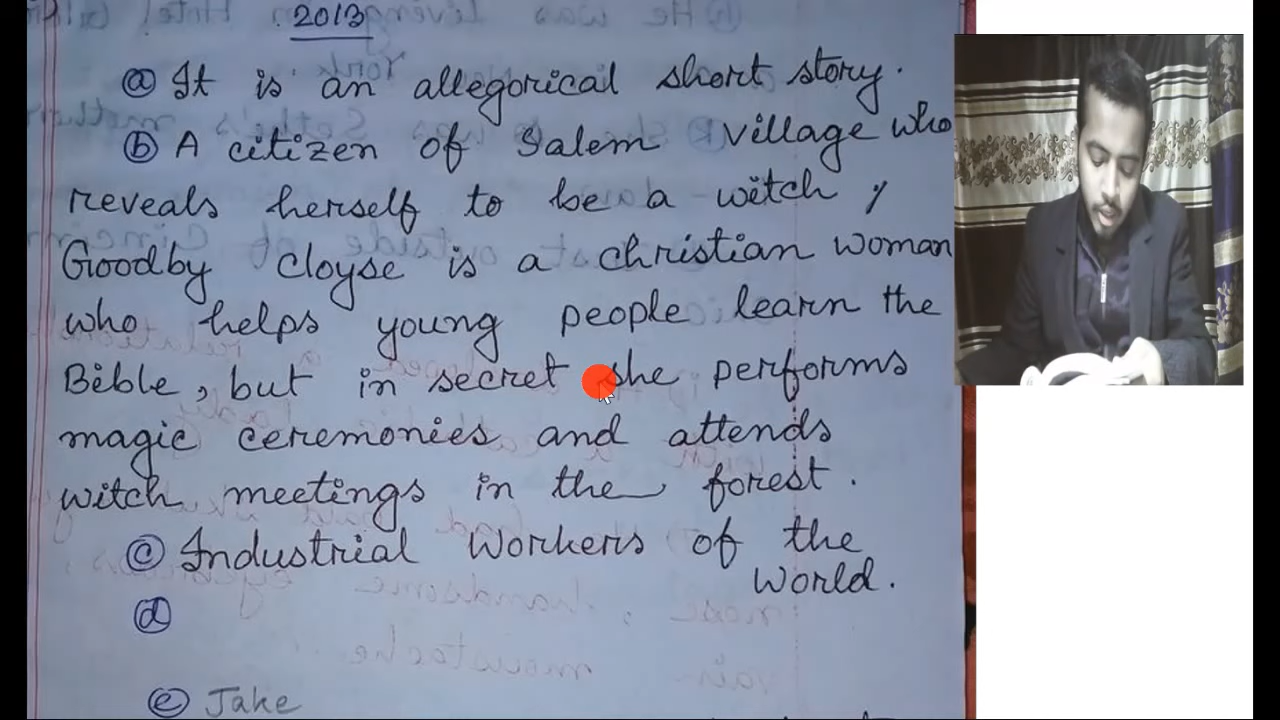 2013
ⓐ It is an allegorical short story.
ⓑ A citizen of Salem village who
reveals herself to be a witch,
Goodby Cloyse is a christian woman
who helps young people learn the
Bible, but in secret she performs
magic ceremonies and attends
witch meetings in the forest.
ⓒ Industrial Workers of the
World.
ⓓ
ⓔ Jake